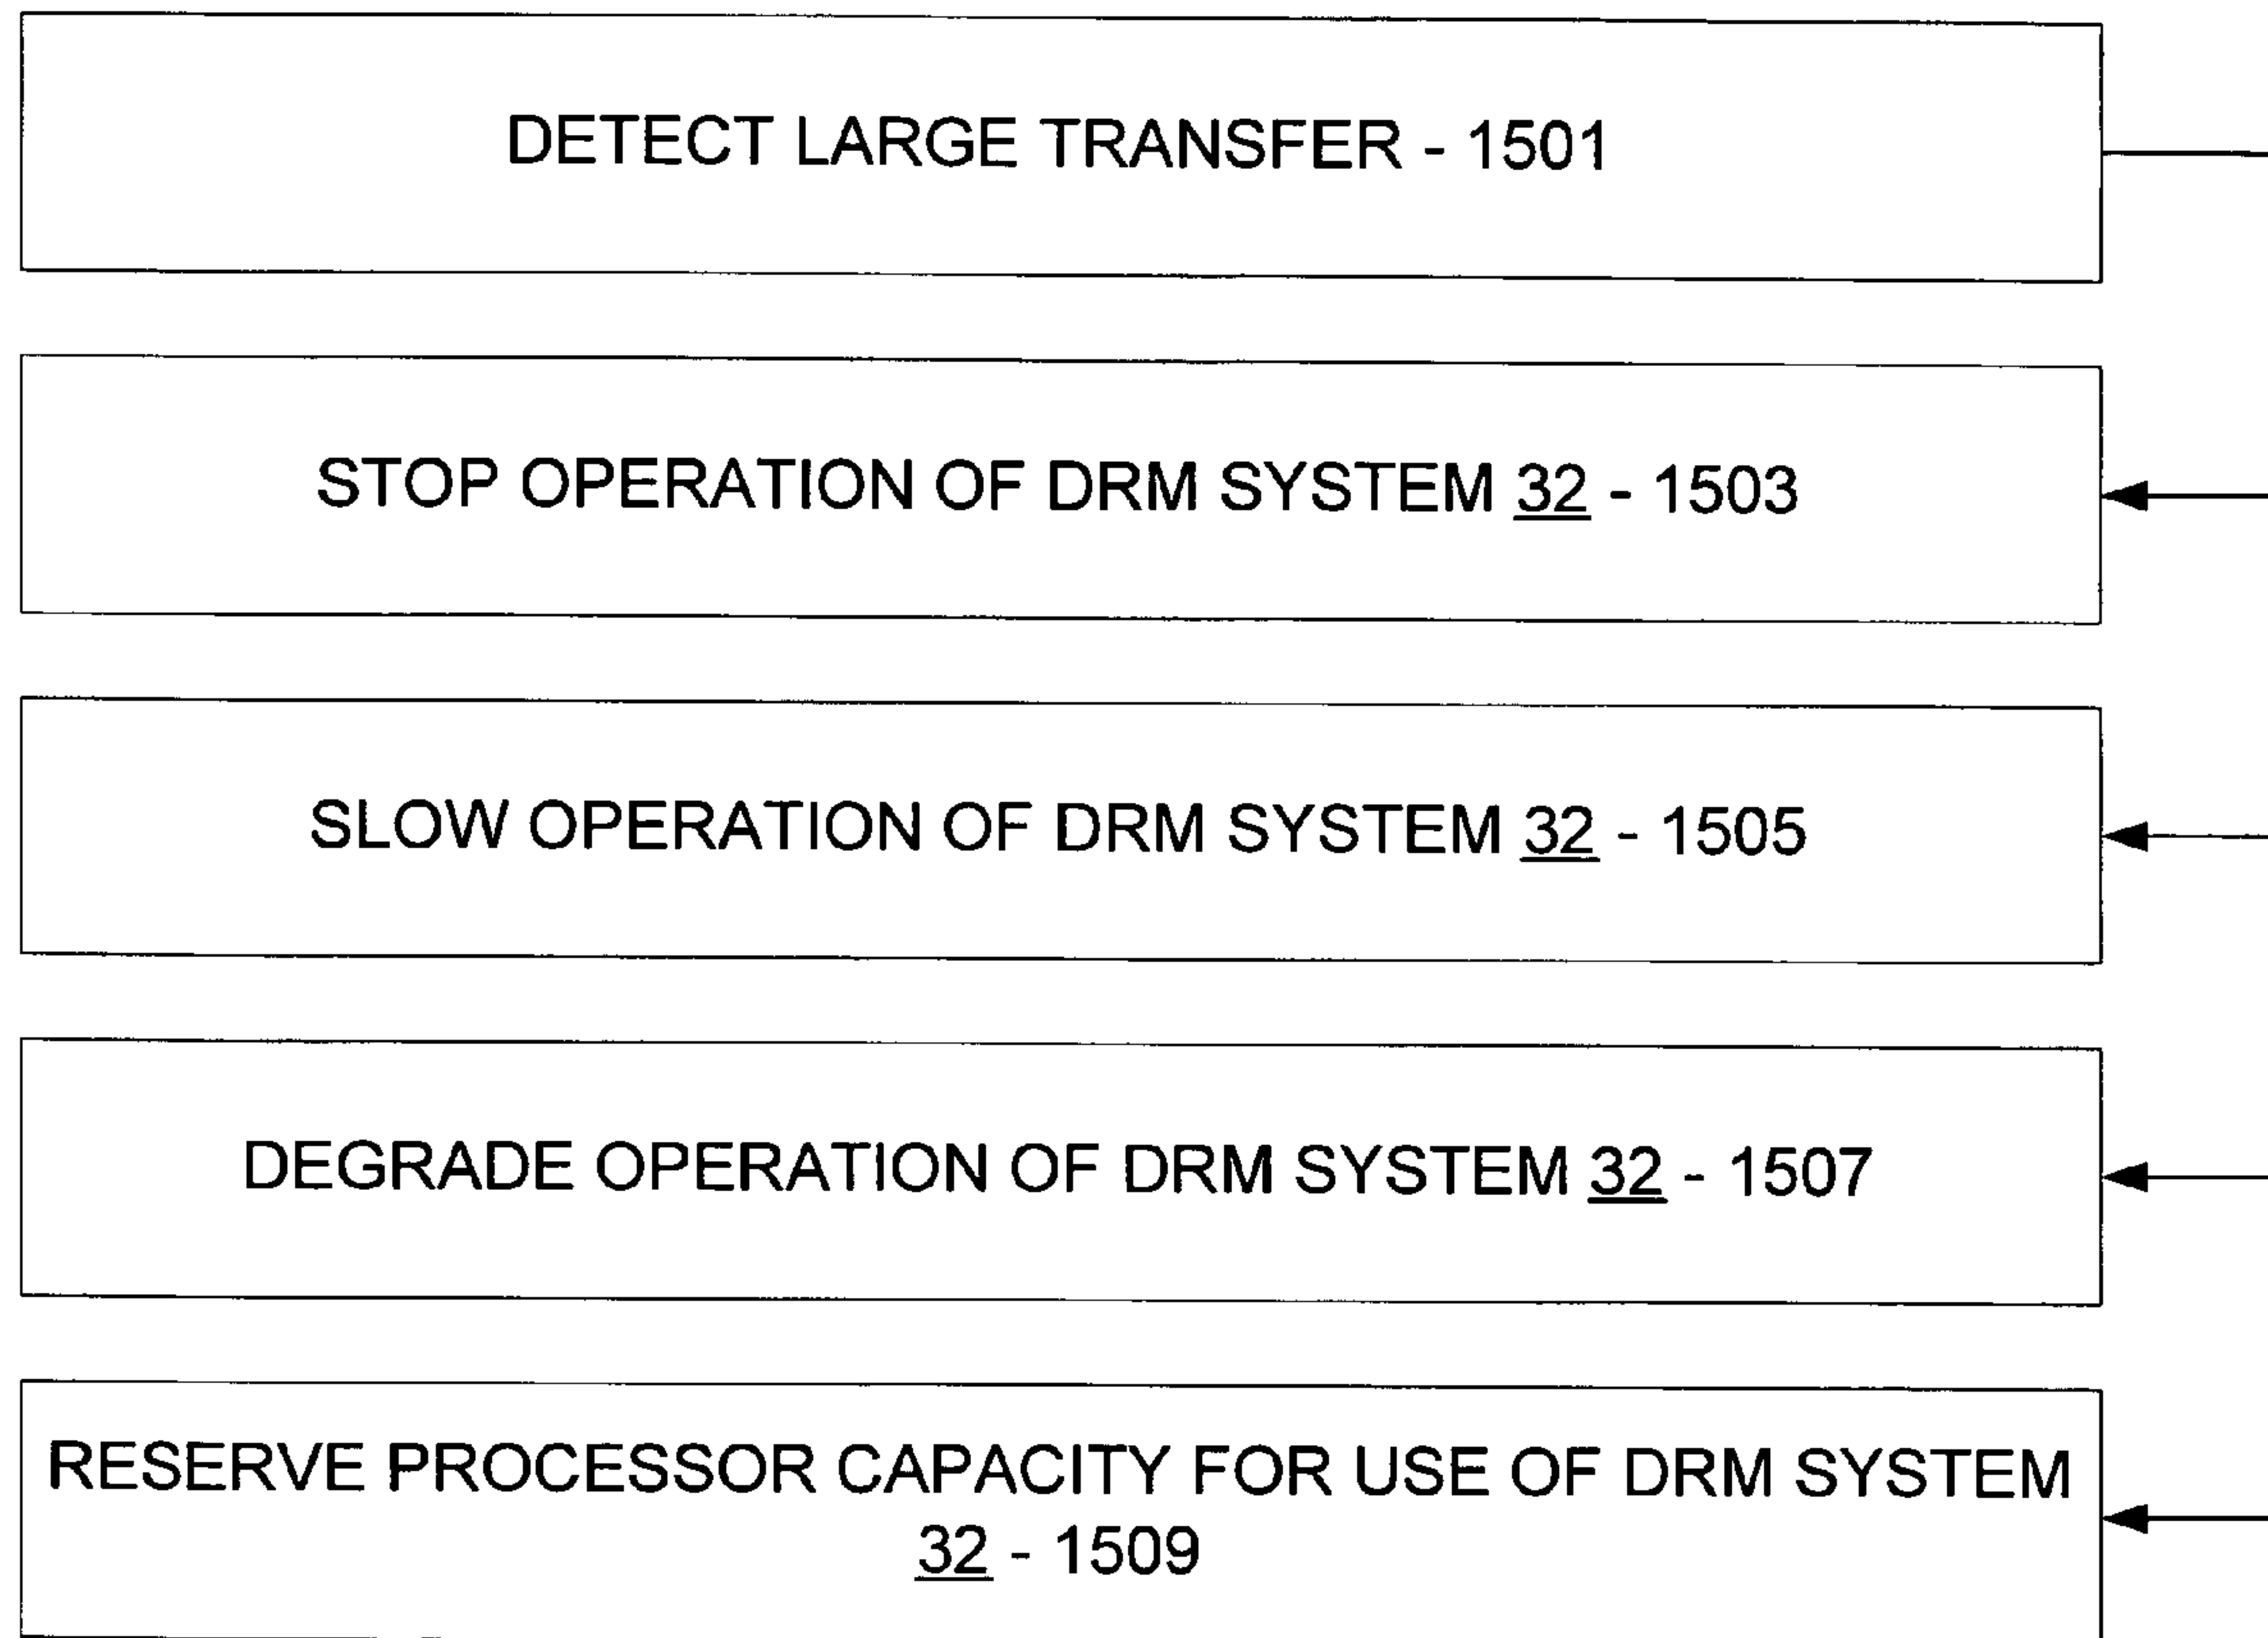 DETECT LARGE TRANSFER - 1501
STOP OPERATION OF DRM SYSTEM 32 - 1503
SLOW OPERATION OF DRM SYSTEM 32 - 1505
DEGRADE OPERATION OF DRM SYSTEM 32 - 1507
RESERVE PROCESSOR CAPACITY FOR USE OF DRM SYSTEM
32 - 1509